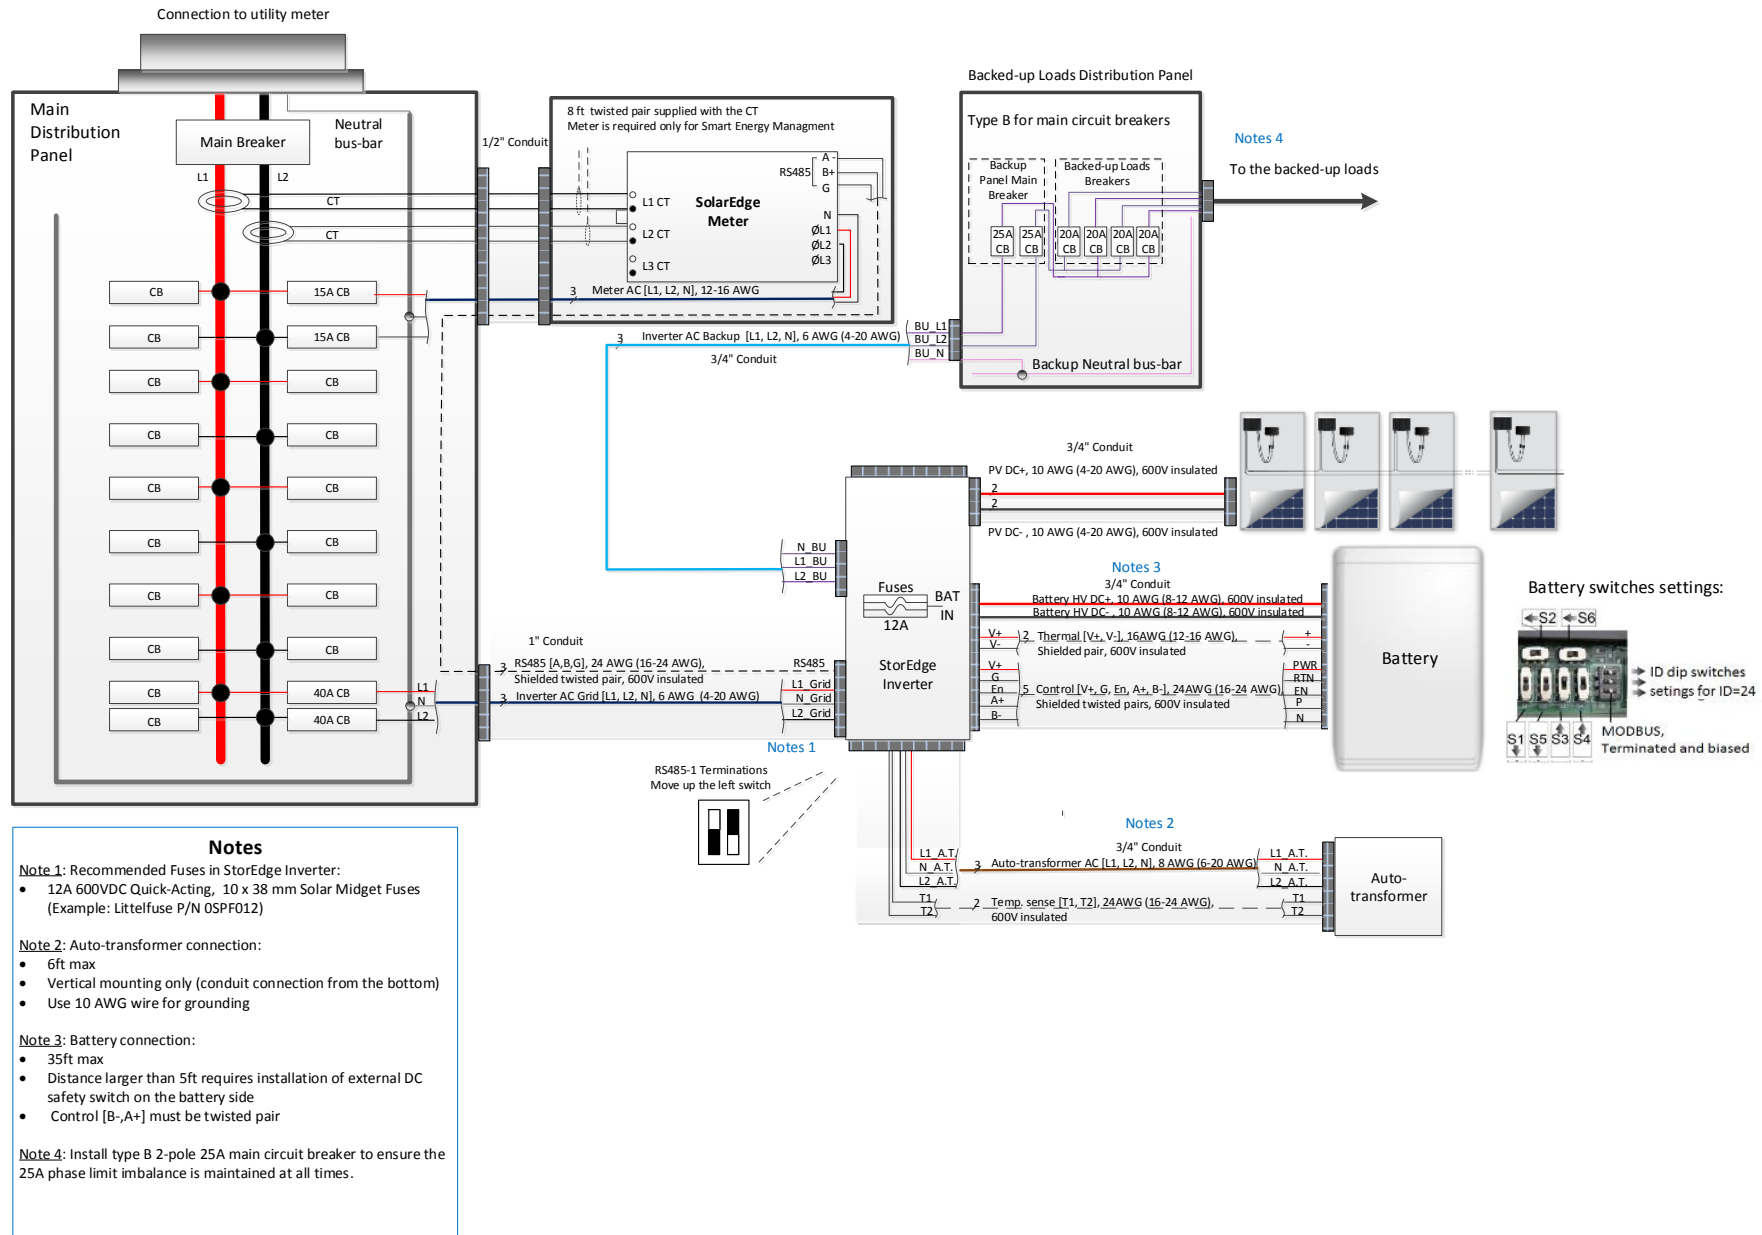 Connection to utility meter
Main
Distribution
Panel
Main Breaker
Neutral
bus-bar
L1
L2
CT
CT
CB
15A CB
CB
15A CB
CB
CB
CB
CB
CB
CB
CB
CB
CB
CB
CB
CB
CB
40A CB
CB
40A CB
L1
N
L2
1/2" Conduit
8 ft  twisted pair supplied with the CT
Meter is required only for Smart Energy Managment
SolarEdge
Meter
L1 CT
L2 CT
L3 CT
RS485
A -
B+
G
N
ØL1
ØL2
ØL3
3
Meter AC [L1, L2, N], 12-16 AWG
Backed-up Loads Distribution Panel
Type B for main circuit breakers
Backup
Panel Main
Breaker
Backed-up Loads
Breakers
25A
CB
25A
CB
20A
CB
20A
CB
20A
CB
20A
CB
Notes 4
To the backed-up loads
BU_L1
BU_L2
BU_N
Backup Neutral bus-bar
3
Inverter AC Backup  [L1, L2, N], 6 AWG (4-20 AWG)
3/4" Conduit
3/4" Conduit
PV DC+, 10 AWG (4-20 AWG), 600V insulated
2
2
PV DC- , 10 AWG (4-20 AWG), 600V insulated
N_BU
L1_BU
L2_BU
Fuses
12A
BAT
IN
StorEdge
Inverter
Notes 3
3/4" Conduit
Battery HV DC+, 10 AWG (8-12 AWG), 600V insulated
Battery HV DC- , 10 AWG (8-12 AWG), 600V insulated
V+
V-
2
Thermal [V+, V-], 16AWG (12-16 AWG),
Shielded pair, 600V insulated
+
-
V+
G
En
A+
B-
5
Control [V+, G, En, A+, B-], 24AWG (16-24 AWG),
Shielded twisted pairs, 600V insulated
PWR
RTN
EN
P
N
Battery
Battery switches settings:
S2
S6
ID dip switches
setings for ID=24
S1
S5
S3
S4
MODBUS,
Terminated and biased
1" Conduit
3
RS485 [A,B,G], 24 AWG (16-24 AWG),
Shielded twisted pair, 600V insulated
3
Inverter AC Grid [L1, L2, N], 6 AWG  (4-20 AWG)
RS485
L1_Grid
N_Grid
L2_Grid
Notes 1
RS485-1 Terminations
Move up the left switch
Notes 2
3/4" Conduit
L1_A.T.
N_A.T.
L2_A.T.
3
Auto-transformer AC [L1, L2, N], 8 AWG (6-20 AWG)
L1_A.T.
N_A.T.
L2_A.T.
T1
T2
2
Temp. sense [T1, T2], 24AWG (16-24 AWG),
600V insulated
T1
T2
Auto-
transformer
Notes
Note 1: Recommended Fuses in StorEdge Inverter:
• 12A 600VDC Quick-Acting,  10 x 38 mm Solar Midget Fuses
(Example: Littelfuse P/N 0SPF012)
Note 2: Auto-transformer connection:
• 6ft max
• Vertical mounting only (conduit connection from the bottom)
• Use 10 AWG wire for grounding
Note 3: Battery connection:
• 35ft max
• Distance larger than 5ft requires installation of external DC
safety switch on the battery side
• Control [B-,A+] must be twisted pair
Note 4: Install type B 2-pole 25A main circuit breaker to ensure the
25A phase limit imbalance is maintained at all times.